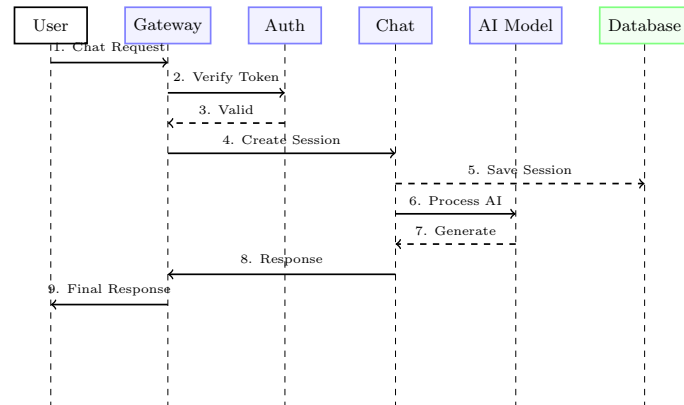 User Gateway Auth Chat AI Model Database
1. Chat Request
2. Verify Token
3. Valid
4. Create Session
5. Save Session
6. Process AI
7. Generate
8. Response
9. Final Response